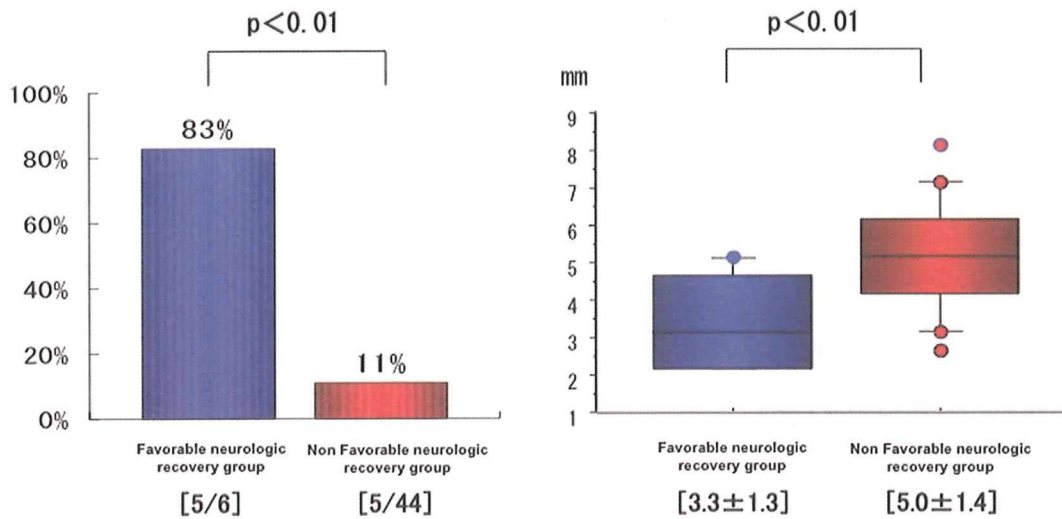 p<0.01
100%
80%
60%
40%
20%
0%
83%
11%
Favorable neurologic
recovery group
[5/6]
Non Favorable neurologic
recovery group
[5/44]
p<0.01
mm
9
8
7
6
5
4
3
2
1
Favorable neurologic
recovery group
[3.3±1.3]
Non Favorable neurologic
recovery group
[5.0±1.4]